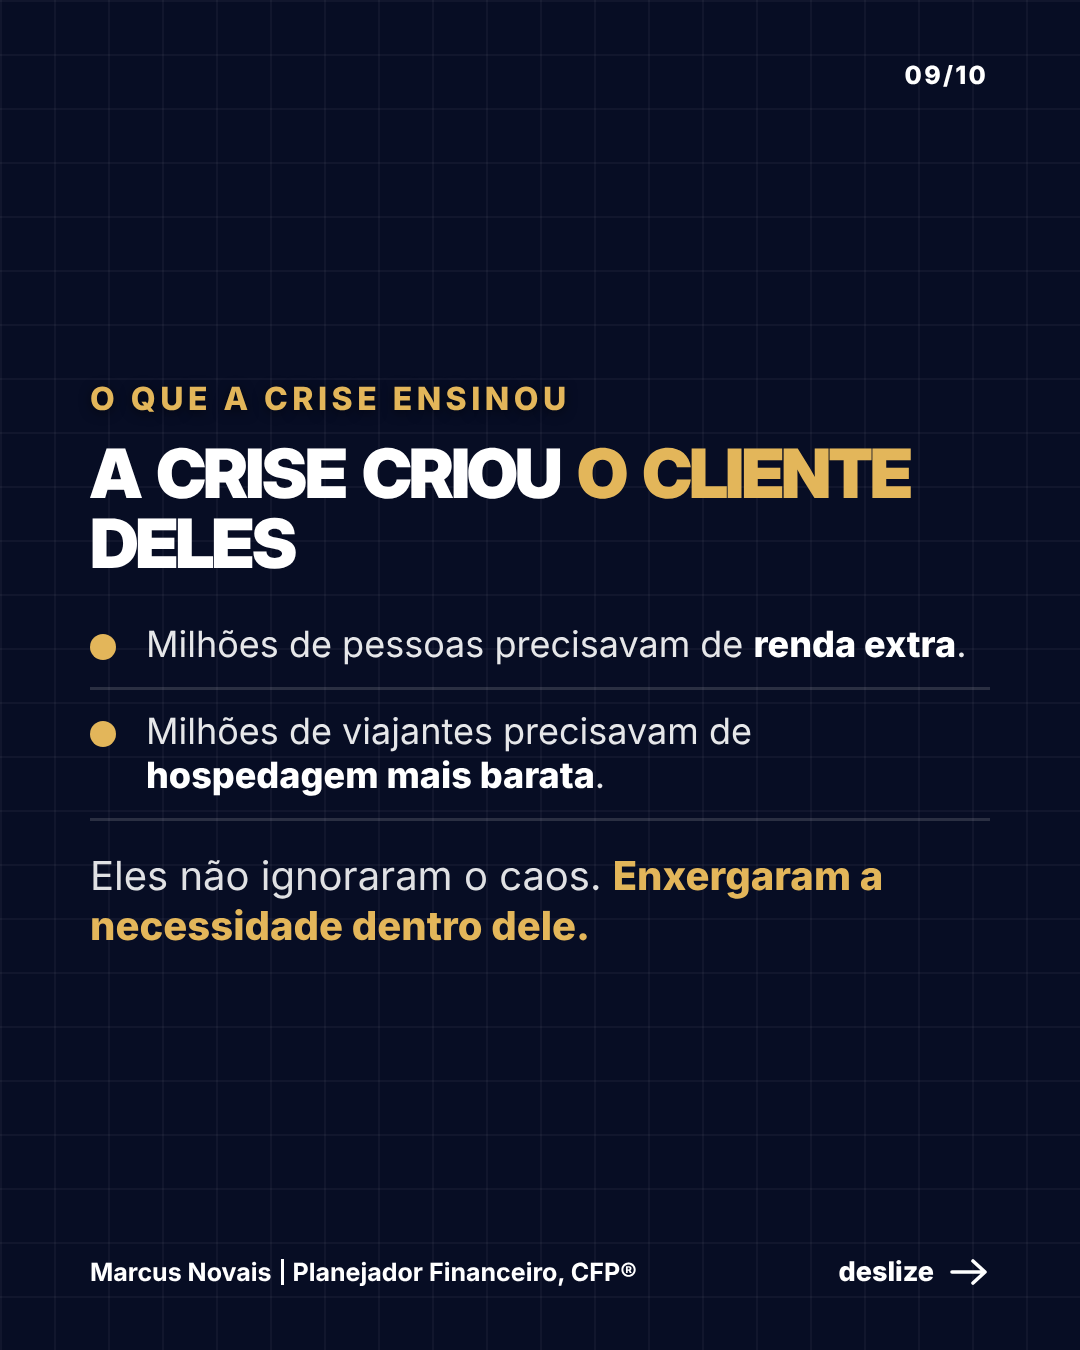 09/10
O QUE A CRISE ENSINOU
A CRISE CRIOU O CLIENTE
DELES
Milhões de pessoas precisavam de renda extra.
Milhões de viajantes precisavam de
hospedagem mais barata.
Eles não ignoraram o caos. Enxergaram a
necessidade dentro dele.
Marcus Novais | Planejador Financeiro, CFP®
deslize →